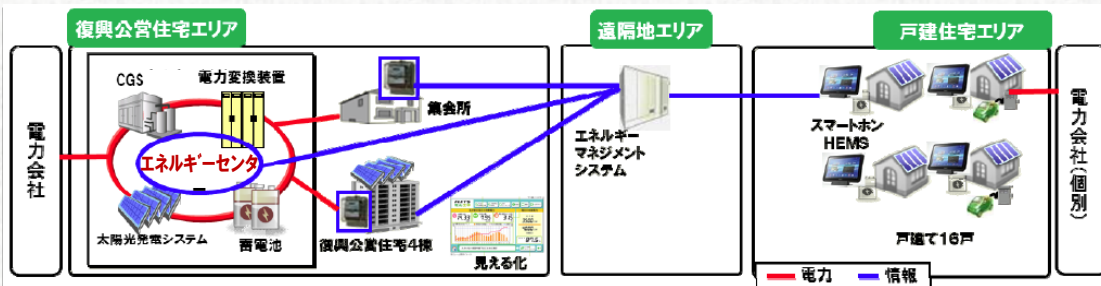 復興公営住宅エリア
遠隔地エリア
戸建住宅エリア
電力会社
CGS
電力変換装置
エネルギーセンタ
太陽光発電システム
蓄電池
集会所
復興公営住宅4棟
見える化
エネルギー
マネジメント
システム
スマートホン
HEMS
戸建て16戸
電力会社(個別)
電力
情報